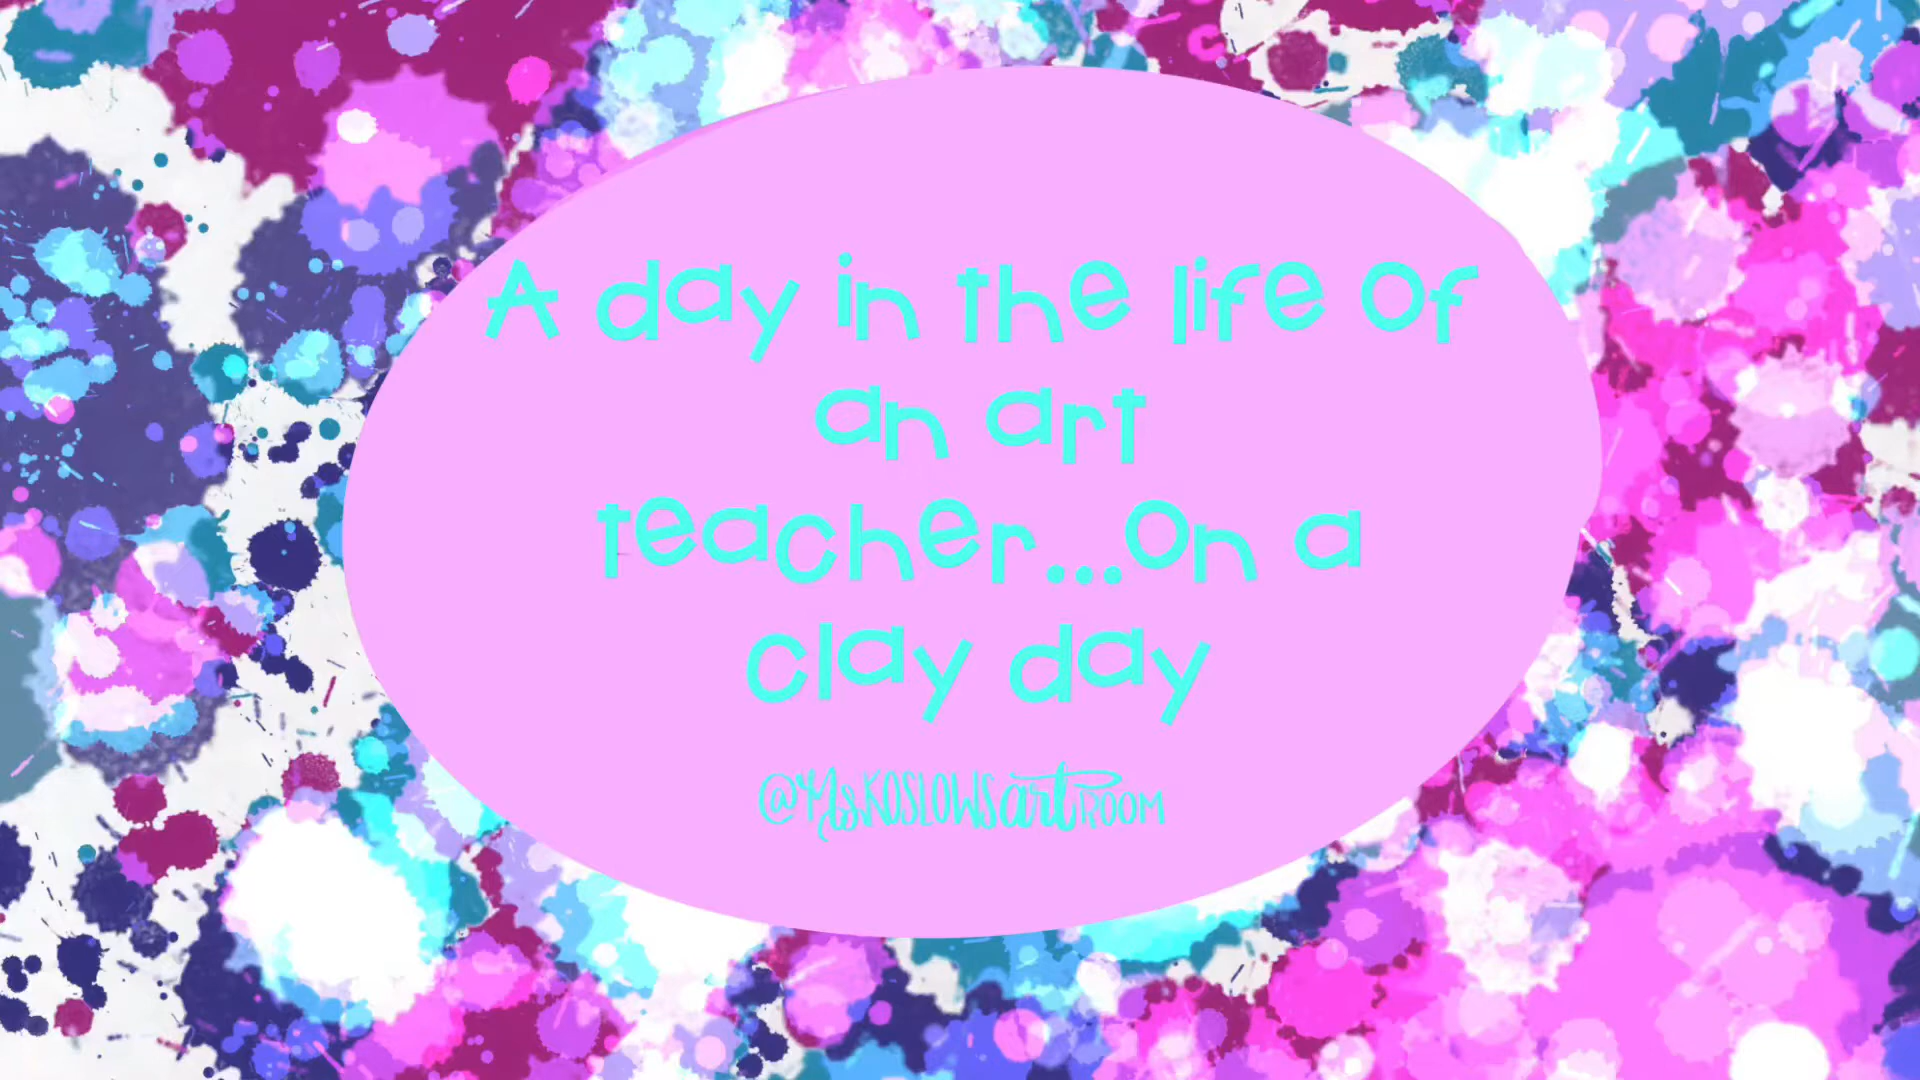 A day in the life of
an art
teacher...on a
clay day
@MsKOSLOWSartROOM